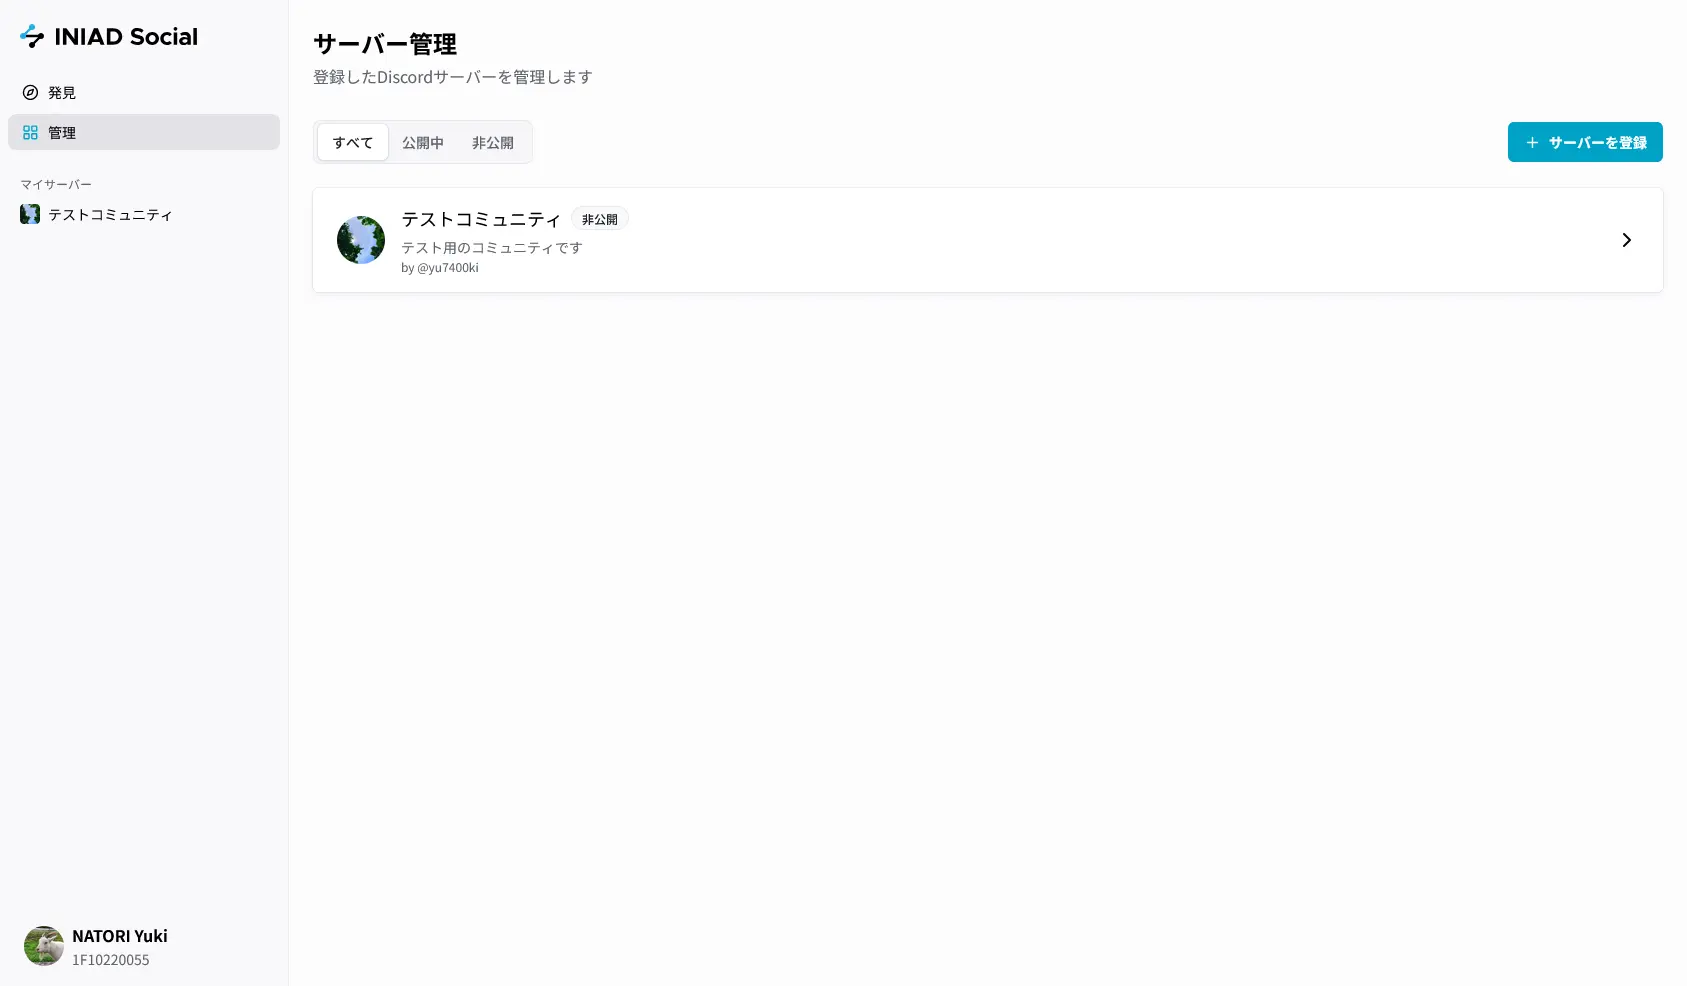 INIAD Social
発見
管理
マイサーバー
テストコミュニティ
NATORI Yuki
1F10220055
サーバー管理
登録したDiscordサーバーを管理します
すべて 公開中 非公開
サーバーを登録
テストコミュニティ 非公開
テスト用のコミュニティです
by @yu7400ki